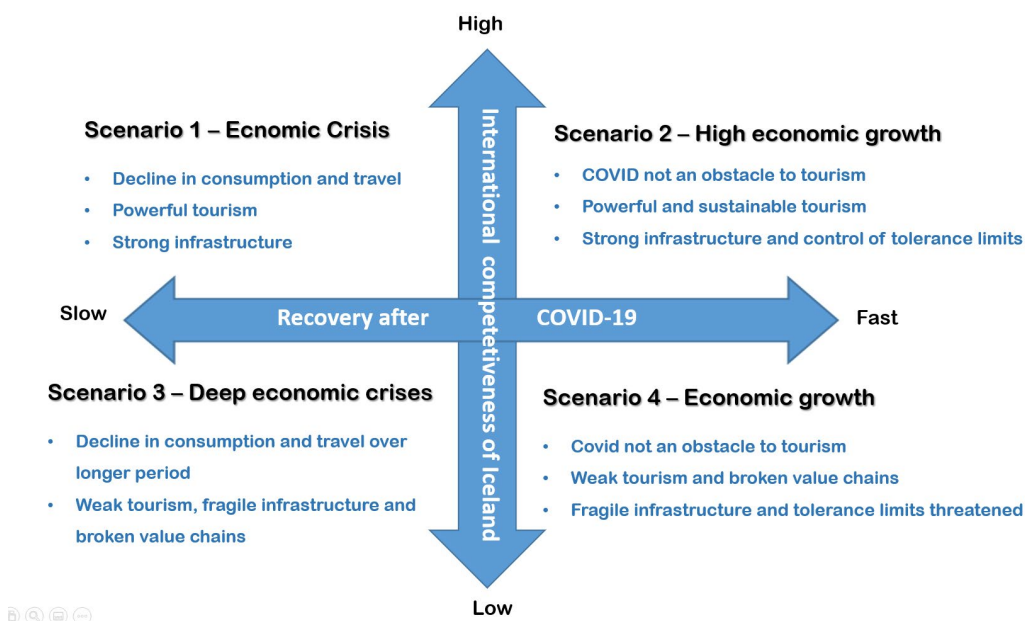 High
Scenario 1 – Ecnomic Crisis
• Decline in consumption and travel
• Powerful tourism
• Strong infrastructure
Scenario 2 – High economic growth
• COVID not an obstacle to tourism
• Powerful and sustainable tourism
• Strong infrastructure and control of tolerance limits
International competetiveness of Iceland
Slow
Recovery after COVID-19
Fast
Scenario 3 – Deep economic crises
• Decline in consumption and travel over
longer period
• Weak tourism, fragile infrastructure and
broken value chains
Scenario 4 – Economic growth
• Covid not an obstacle to tourism
• Weak tourism and broken value chains
• Fragile infrastructure and tolerance limits threatened
Low